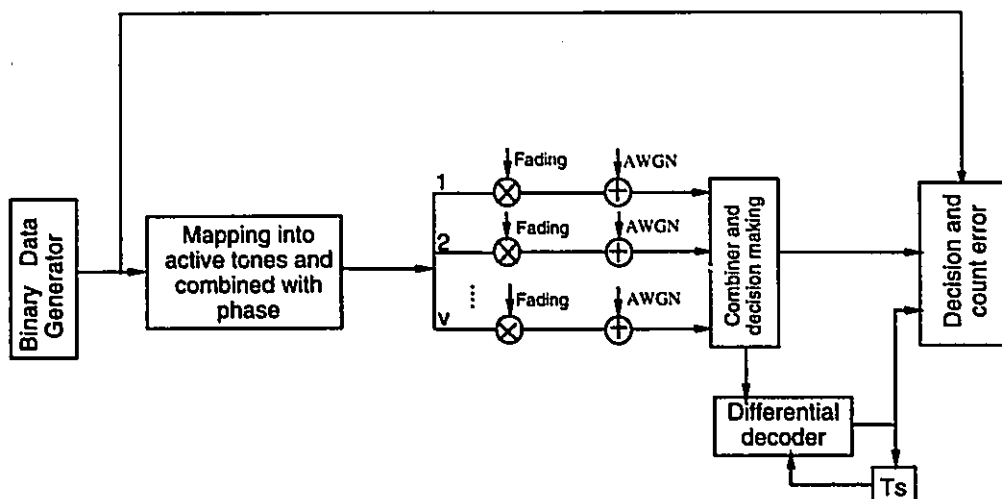 Binary Data
Generator
Mapping into
active tones and
combined with
phase
1
Fading
AWGN
2
Fading
AWGN
....
v
Fading
AWGN
Combiner and
decision making
Decision and
count error
Differential
decoder
Ts